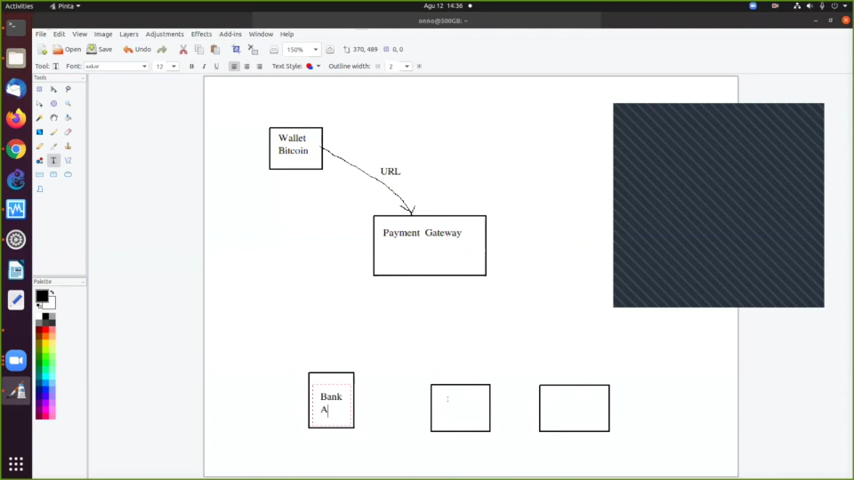 Activities
Pinta
Agu 12 14:36
onno@500GB: ~
File Edit View Image Layers Adjustments Effects Add-ins Window Help
Open Save Undo 150% 370, 489 0, 0
Tool: Font: 12 Text Style: Outline width: 2
Tools
Palette
Wallet
Bitcoin
URL
Payment Gateway
Bank
A